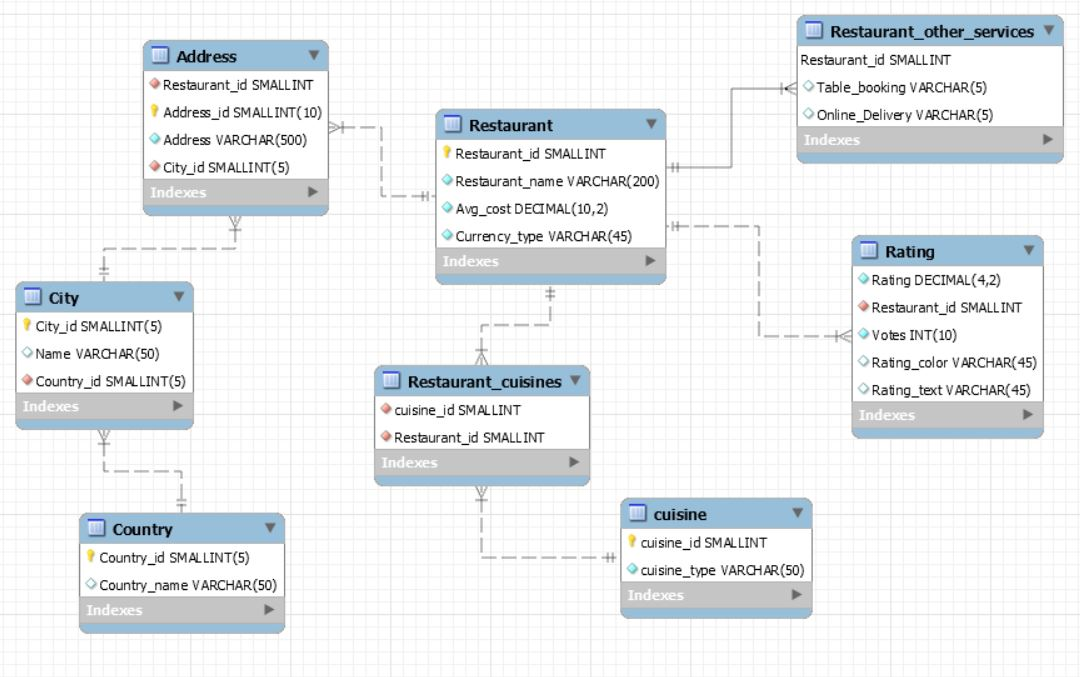 Address
Restaurant_id SMALLINT
Address_id SMALLINT(10)
Address VARCHAR(500)
City_id SMALLINT(5)
Indexes
Restaurant_other_services
Restaurant_id SMALLINT
Table_booking VARCHAR(5)
Online_Delivery VARCHAR(5)
Indexes
Restaurant
Restaurant_id SMALLINT
Restaurant_name VARCHAR(200)
Avg_cost DECIMAL(10,2)
Currency_type VARCHAR(45)
Indexes
Rating
Rating DECIMAL(4,2)
Restaurant_id SMALLINT
Votes INT(10)
Rating_color VARCHAR(45)
Rating_text VARCHAR(45)
Indexes
City
City_id SMALLINT(5)
Name VARCHAR(50)
Country_id SMALLINT(5)
Indexes
Restaurant_cuisines
cuisine_id SMALLINT
Restaurant_id SMALLINT
Indexes
Country
Country_id SMALLINT(5)
Country_name VARCHAR(50)
Indexes
cuisine
cuisine_id SMALLINT
cuisine_type VARCHAR(50)
Indexes